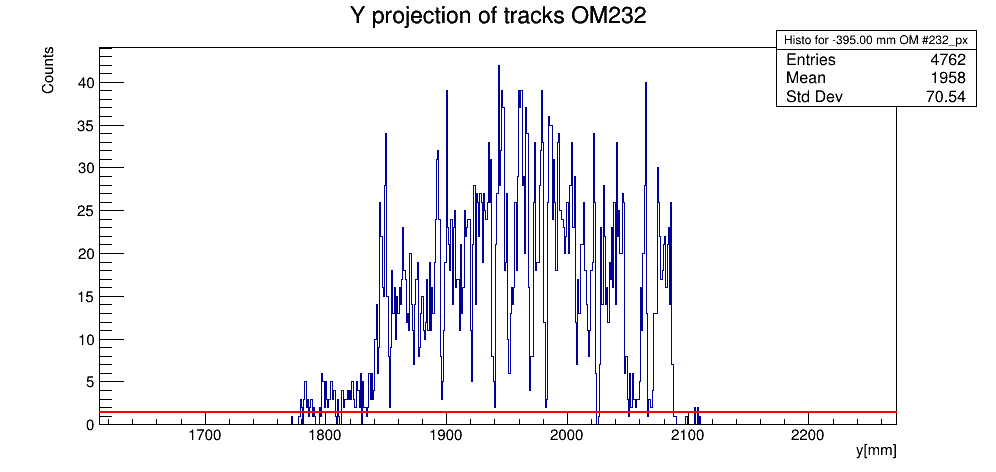 Y projection of tracks OM232
Histo for -395.00 mm OM #232_px
Entries 4762
Mean 1958
Std Dev 70.54
Counts
40
35
30
25
20
15
10
5
0
1700 1800 1900 2000 2100 2200
y[mm]